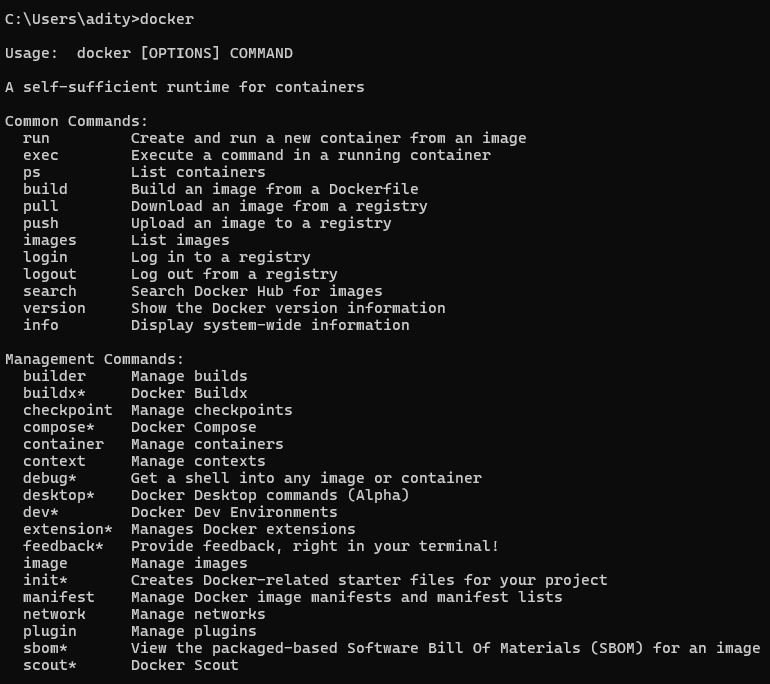 C:\Users\adity>docker
Usage:  docker [OPTIONS] COMMAND
A self-sufficient runtime for containers
Common Commands:
  run         Create and run a new container from an image
  exec        Execute a command in a running container
  ps          List containers
  build       Build an image from a Dockerfile
  pull        Download an image from a registry
  push        Upload an image to a registry
  images      List images
  login       Log in to a registry
  logout      Log out from a registry
  search      Search Docker Hub for images
  version     Show the Docker version information
  info        Display system-wide information
Management Commands:
  builder     Manage builds
  buildx*     Docker Buildx
  checkpoint  Manage checkpoints
  compose*    Docker Compose
  container   Manage containers
  context     Manage contexts
  debug*      Get a shell into any image or container
  desktop*    Docker Desktop commands (Alpha)
  dev*        Docker Dev Environments
  extension*  Manages Docker extensions
  feedback*   Provide feedback, right in your terminal!
  image       Manage images
  init*       Creates Docker-related starter files for your project
  manifest    Manage Docker image manifests and manifest lists
  network     Manage networks
  plugin      Manage plugins
  sbom*       View the packaged-based Software Bill Of Materials (SBOM) for an image
  scout*      Docker Scout